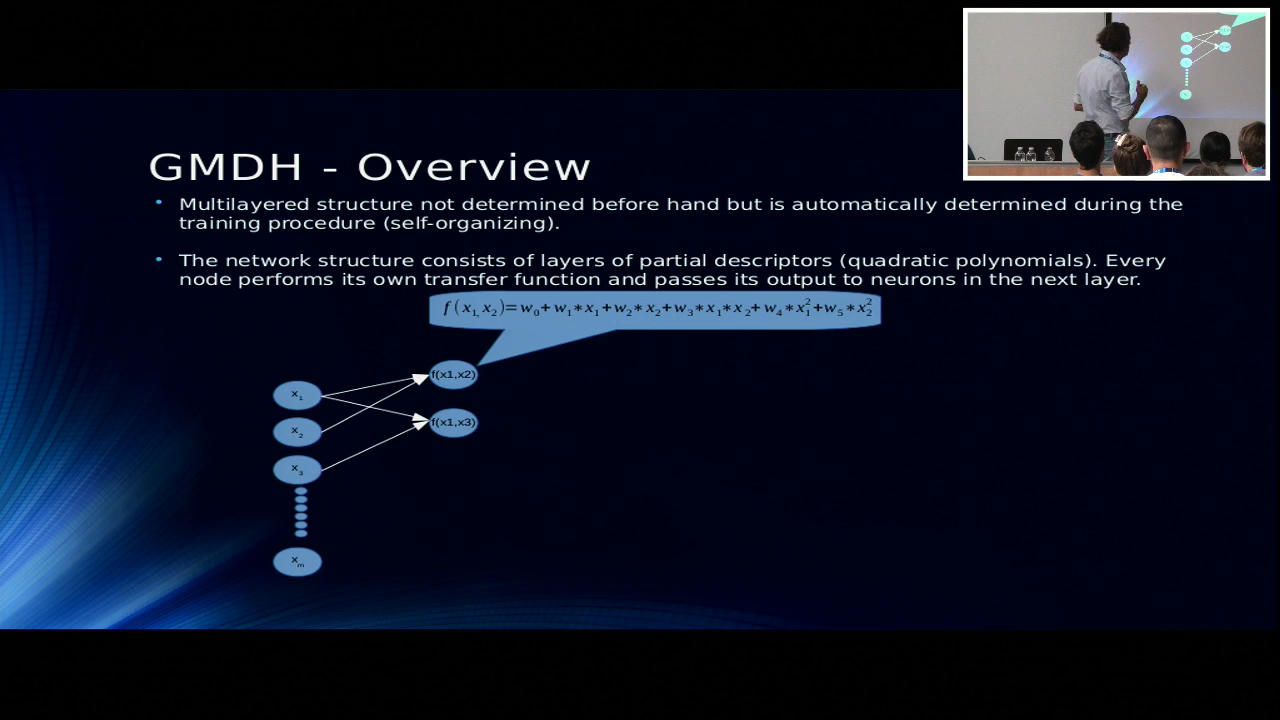 GMDH - Overview
• Multilayered structure not determined before hand but is automatically determined during the
training procedure (self-organizing).
• The network structure consists of layers of partial descriptors (quadratic polynomials). Every
node performs its own transfer function and passes its output to neurons in the next layer.
f(x₁,x₂)=w₀+w₁*x₁+w₂*x₂+w₃*x₁*x₂+w₄*x₁²+w₅*x₂²
f(x1,x2)
x₁
f(x1,x3)
x₂
x₃
xₘ